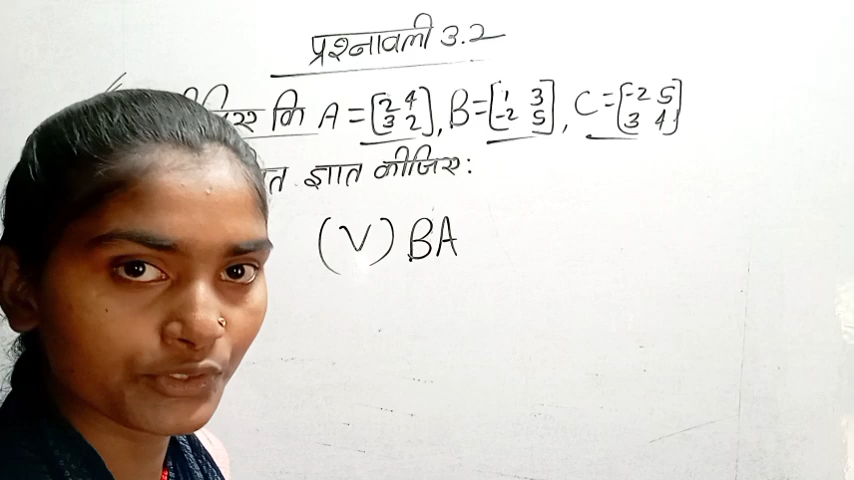 प्रश्नावली 3.2
कि A = [2 4 3 2], B = [1 3 -2 5], C = [-2 5 3 4]
ज्ञात कीजिए:
(V) BA